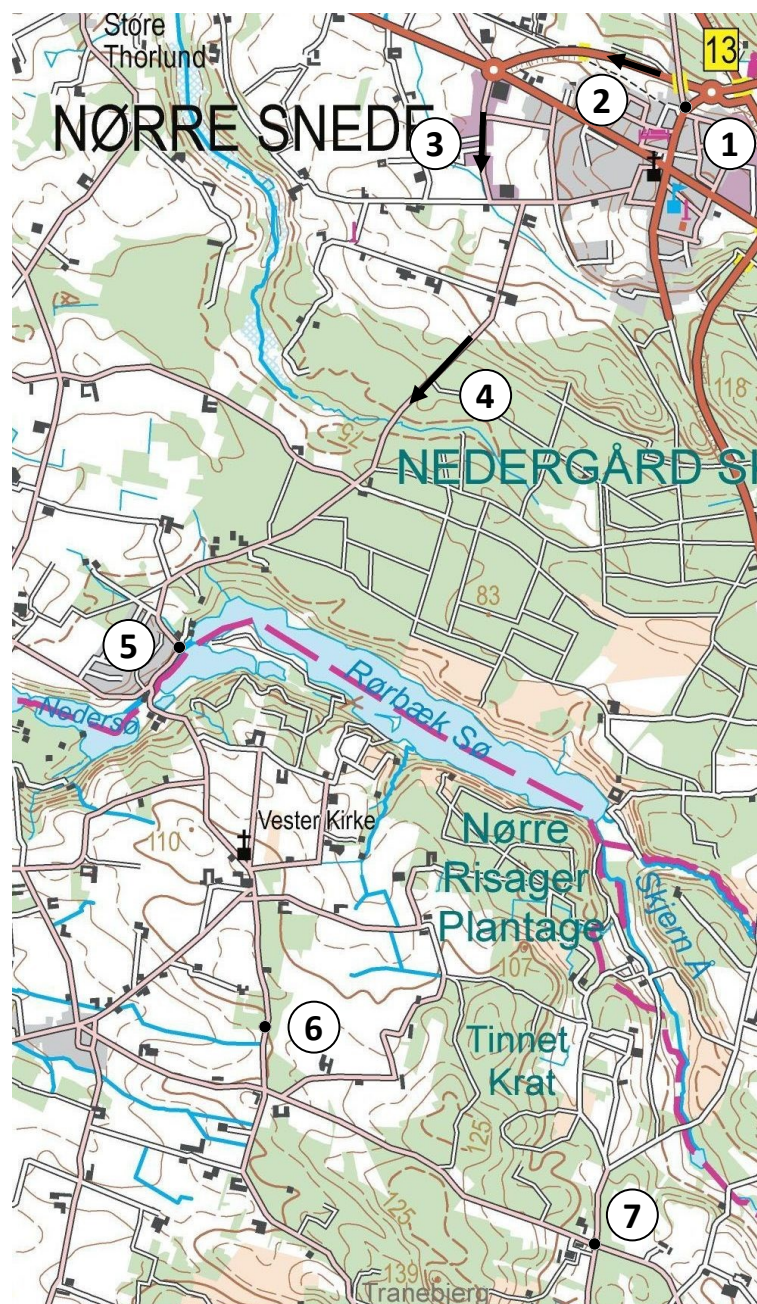 Store
Thorlund
13
NØRRE SNEDE
2
3
1
118
4
15
NEDERGÅRD S
83
5
Rørbæk Sø
Nedersø
110
Vester Kirke
Nørre
Risager
Plantage
Skjern Å
107
6
Tinnet
Krat
125
7
125
139
Tranebjerg